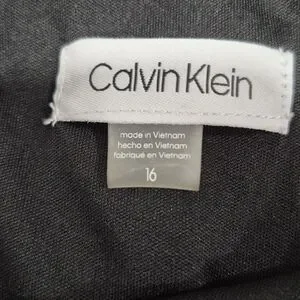 Calvin Klein
made in Vietnam
hecho en Vietnam
fabriqué en Vietnam
16